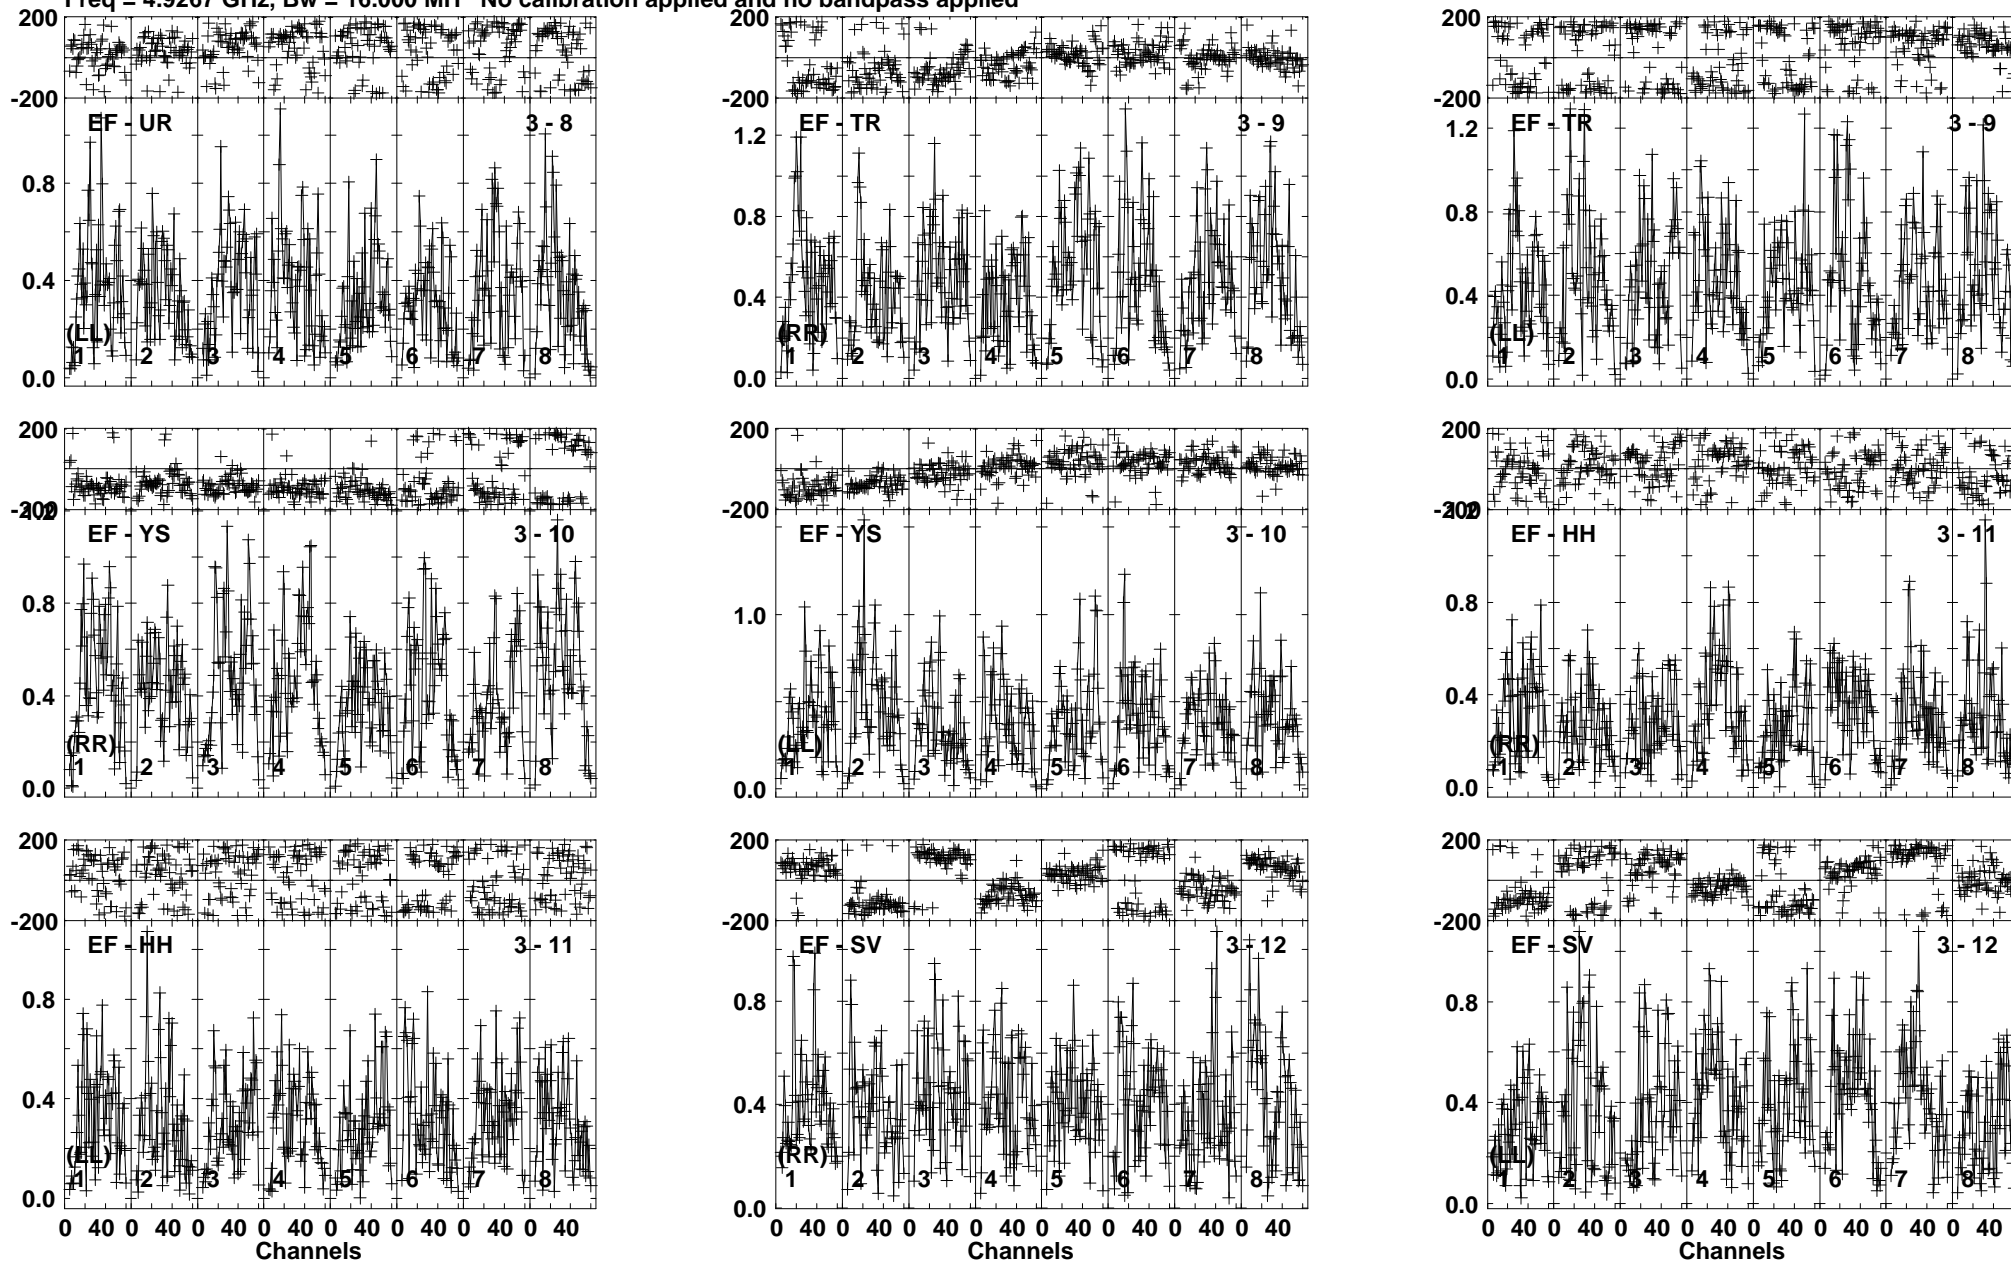 Freq = 4.9267 GHz, Bw = 16.000 MH No calibration applied and no bandpass applied
200 200 200
-200 -200 -200
EF - UR 3 - 8 EF - TR 3 - 9 EF - TR 3 - 9
1.2 1.2
0.8 0.8 0.8
0.4 0.4 0.4
(LL) (RR) (LL)
1 2 3 4 5 6 7 8 1 2 3 4 5 6 7 8 1 2 3 4 5 6 7 8
0.0 0.0 0.0
200 200 200
-200 -200 -200
1.2 1.2
EF - YS 3 - 10 EF - YS 3 - 10 EF - HH 3 - 11
0.8 1.0 0.8
0.4 0.4
(RR) (LL) (RR)
1 2 3 4 5 6 7 8 1 2 3 4 5 6 7 8 1 2 3 4 5 6 7 8
0.0 0.0 0.0
200 200 200
-200 -200 -200
EF - HH 3 - 11 EF - SV 3 - 12 EF - SV 3 - 12
0.8 0.8 0.8
0.4 0.4 0.4
(LL) (RR) (LL)
1 2 3 4 5 6 7 8 1 2 3 4 5 6 7 8 1 2 3 4 5 6 7 8
0.0 0.0 0.0
0 40 0 40 0 40 0 40 0 40 0 40 0 40 0 40 0 40 0 40 0 40 0 40 0 40 0 40 0 40 0 40 0 40 0 40 0 40 0 40 0 40 0 40 0 40 0 40
Channels Channels